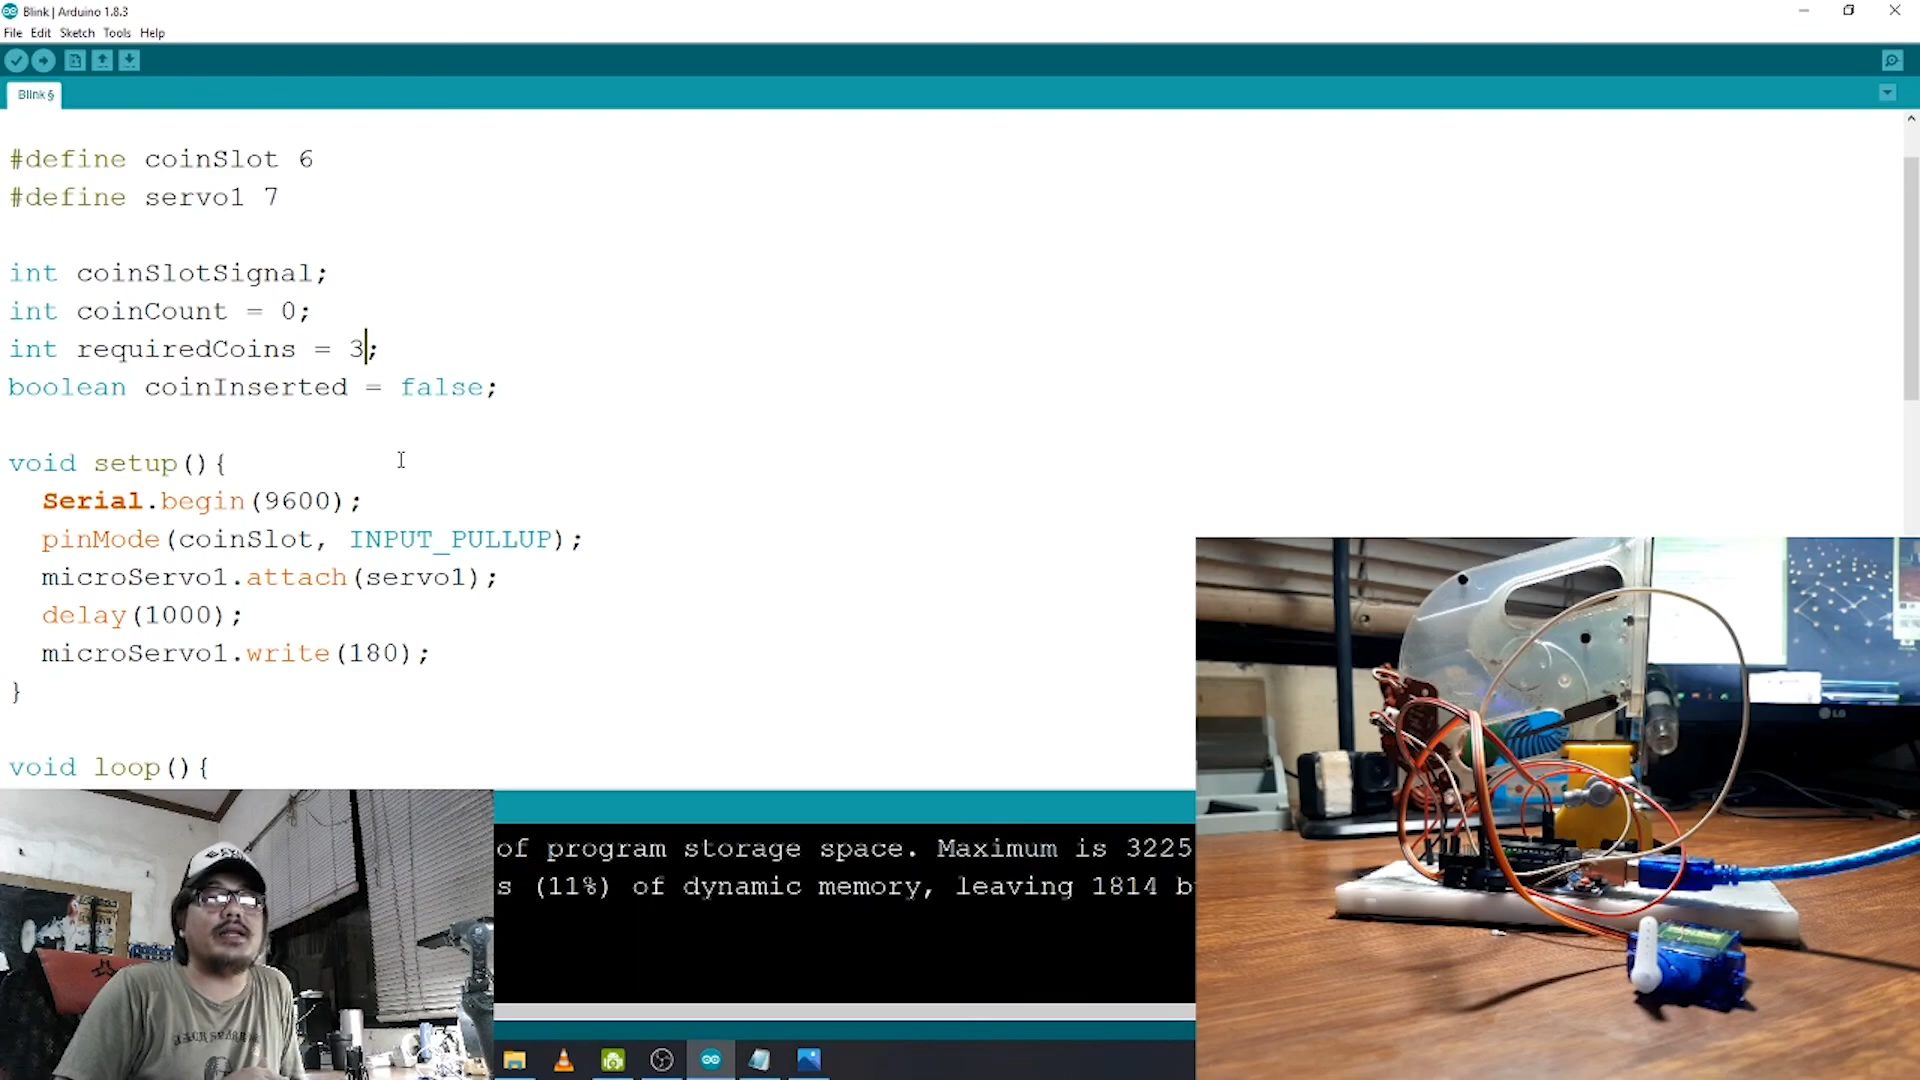 Blink | Arduino 1.8.3
File Edit Sketch Tools Help
Blink §
#define coinSlot 6
#define servo1 7
int coinSlotSignal;
int coinCount = 0;
int requiredCoins = 3;
boolean coinInserted = false;
void setup(){
Serial.begin(9600);
pinMode(coinSlot, INPUT_PULLUP);
microServo1.attach(servo1);
delay(1000);
microServo1.write(180);
}
void loop(){
of program storage space. Maximum is 3225
s (11%) of dynamic memory, leaving 1814 b
LG